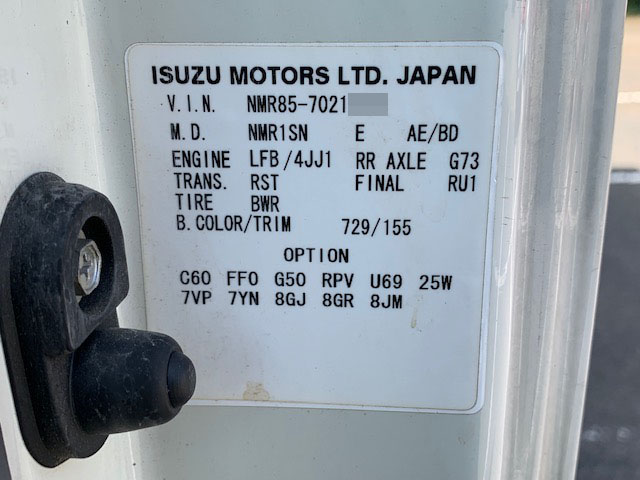 ISUZU MOTORS LTD. JAPAN
V.I.N. NMR85-7021
M.D. NMR1SN E AE/BD
ENGINE LFB/4JJ1 RR AXLE G73
TRANS. RST FINAL RU1
TIRE BWR
B.COLOR/TRIM 729/155
OPTION
C60 FFO G50 RPV U69 25W
7VP 7YN 8GJ 8GR 8JM